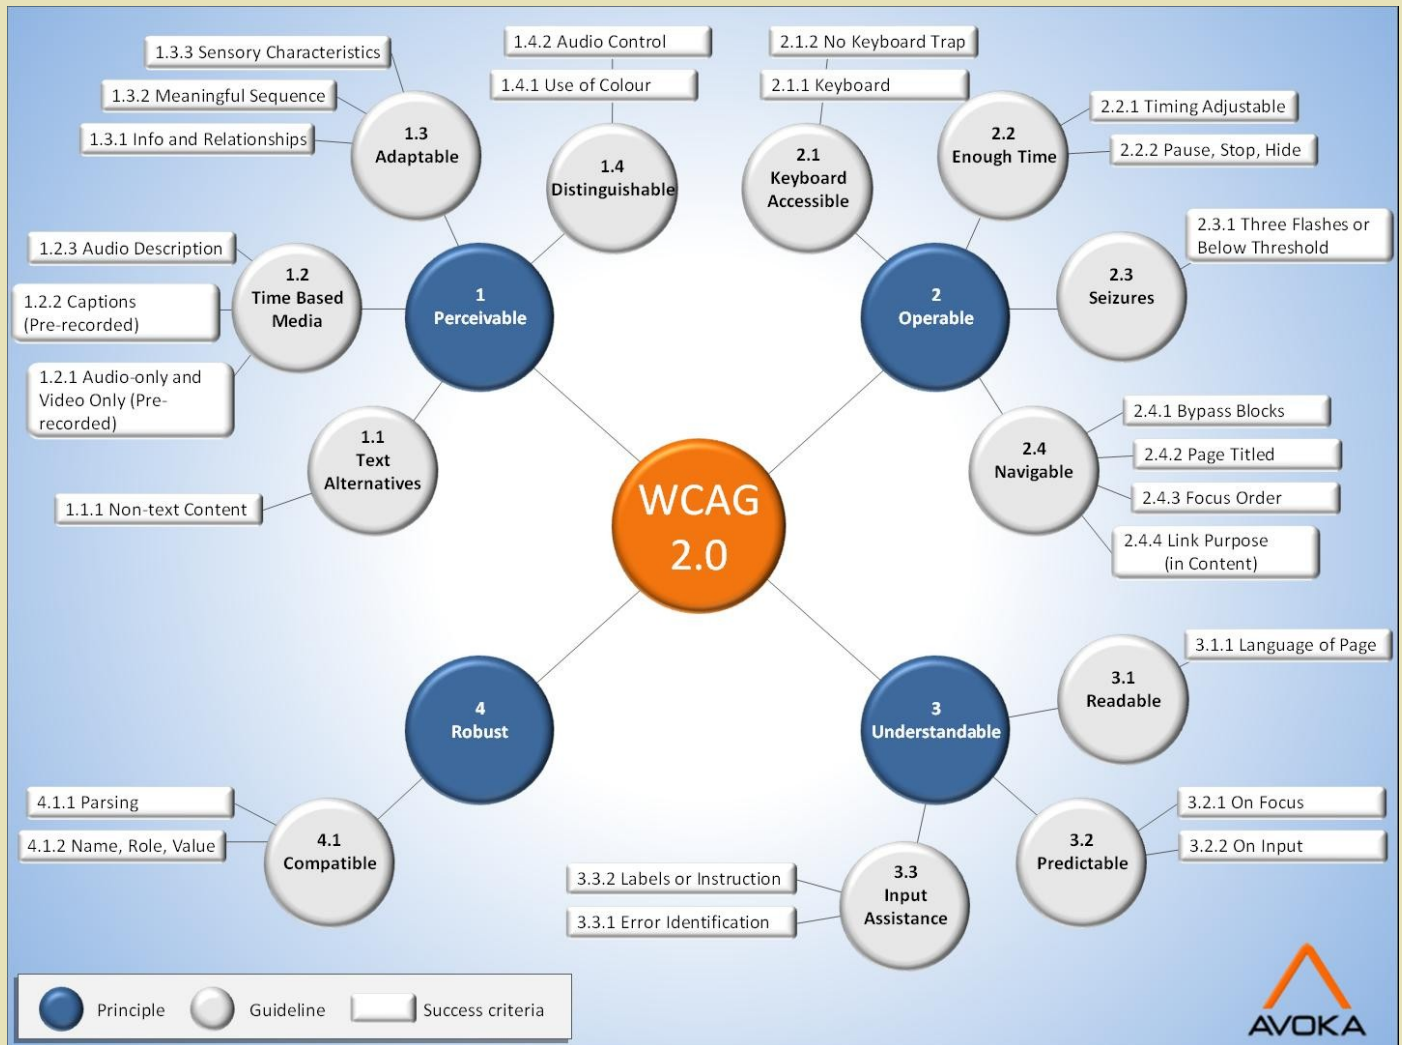 1.3.3 Sensory Characteristics
1.3.2 Meaningful Sequence
1.3.1 Info and Relationships
1.3
Adaptable
1.4.2 Audio Control
1.4.1 Use of Colour
1.4
Distinguishable
2.1.2 No Keyboard Trap
2.1.1 Keyboard
2.1
Keyboard
Accessible
2.2
Enough Time
2.2.1 Timing Adjustable
2.2.2 Pause, Stop, Hide
1.2.3 Audio Description
1.2.2 Captions
(Pre-recorded)
1.2.1 Audio-only and
Video Only (Pre-
recorded)
1.2
Time Based
Media
1
Perceivable
2
Operable
2.3
Seizures
2.3.1 Three Flashes or
Below Threshold
1.1
Text
Alternatives
1.1.1 Non-text Content
2.4
Navigable
2.4.1 Bypass Blocks
2.4.2 Page Titled
2.4.3 Focus Order
2.4.4 Link Purpose
(in Content)
WCAG
2.0
4
Robust
3
Understandable
3.1
Readable
3.1.1 Language of Page
4.1.1 Parsing
4.1.2 Name, Role, Value
4.1
Compatible
3.2
Predictable
3.2.1 On Focus
3.2.2 On Input
3.3.2 Labels or Instruction
3.3.1 Error Identification
3.3
Input
Assistance
Principle
Guideline
Success criteria
AVOKA